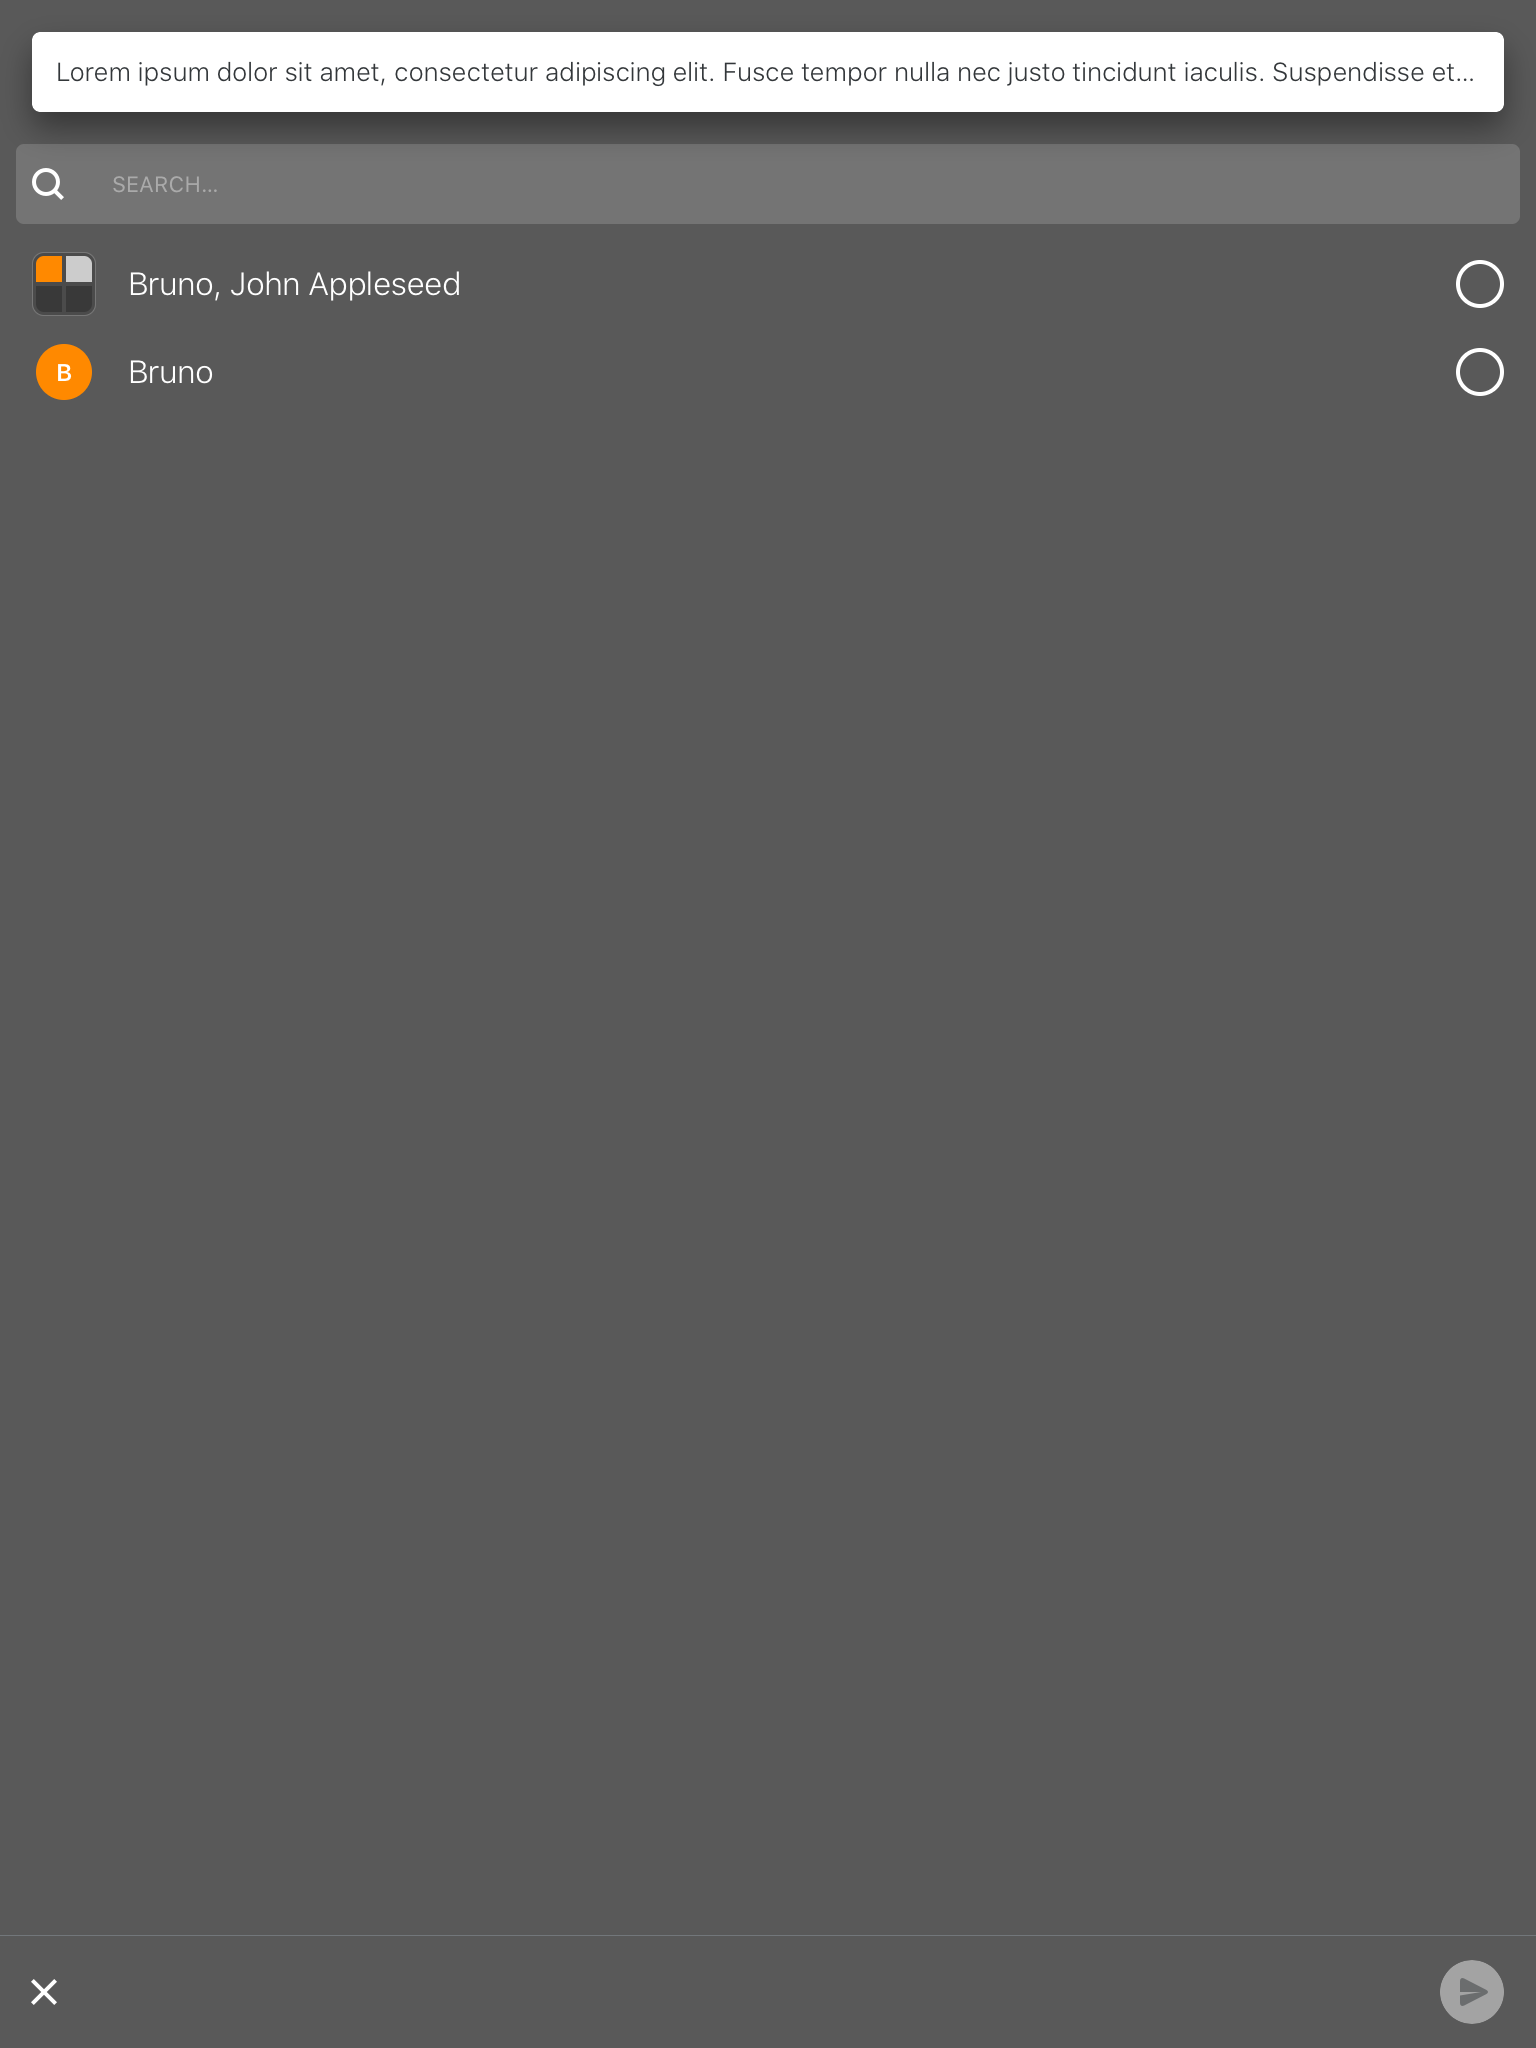 Lorem ipsum dolor sit amet, consectetur adipiscing elit. Fusce tempor nulla nec justo tincidunt iaculis. Suspendisse et...
SEARCH...
Bruno, John Appleseed
B
Bruno